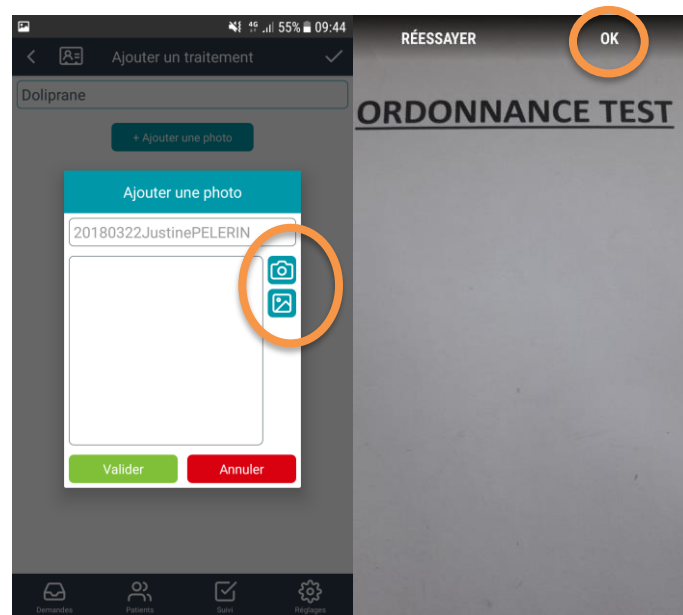 4G 55% 09:44
Ajouter un traitement
Doliprane
+ Ajouter une photo
Ajouter une photo
20180322JustinePELERIN
Valider Annuler
Demandes Patients Suivi Réglages
RÉESSAYER OK
ORDONNANCE TEST